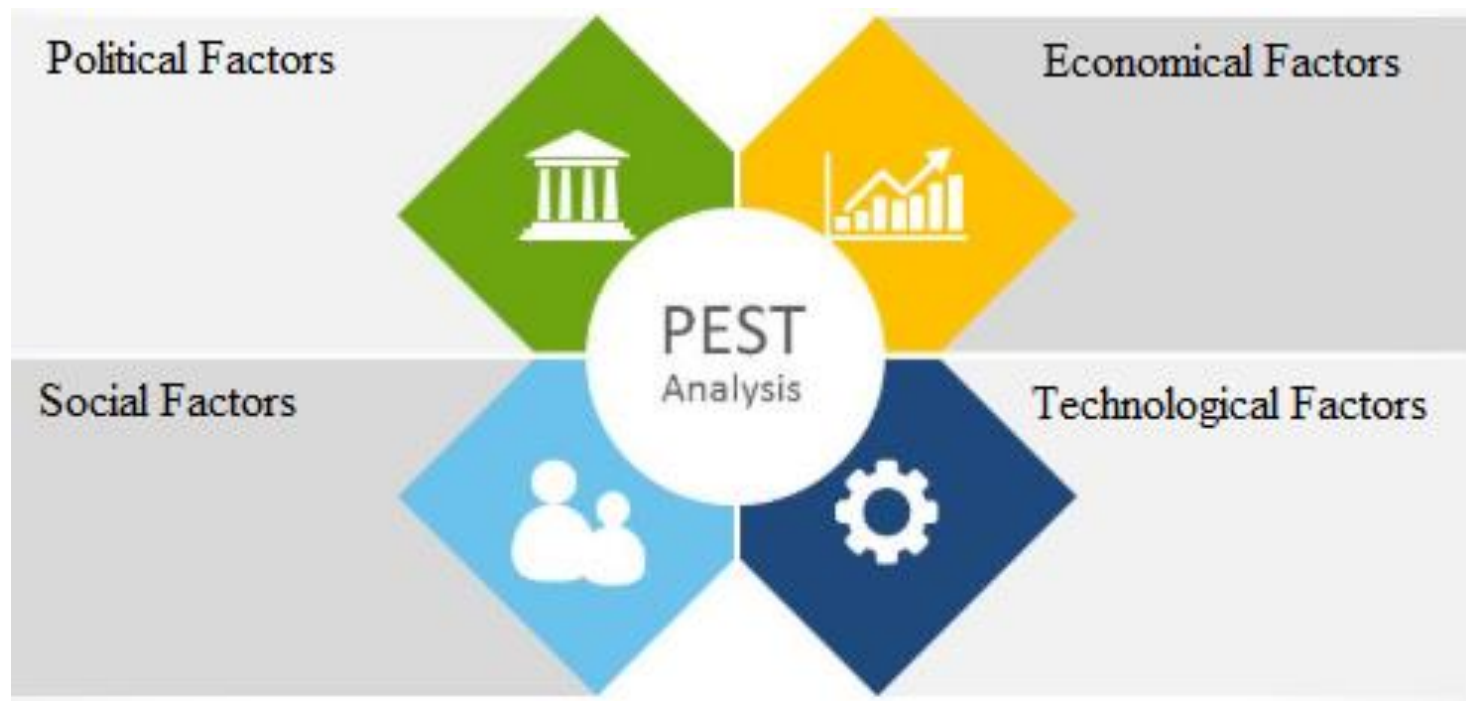 Political Factors
Economical Factors
PEST
Analysis
Social Factors
Technological Factors